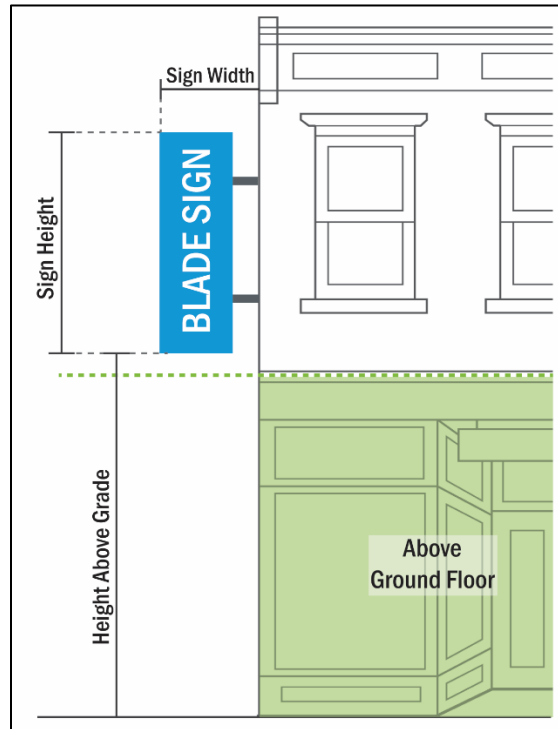 Sign Width
Sign Height
BLADE SIGN
Height Above Grade
Above
Ground Floor